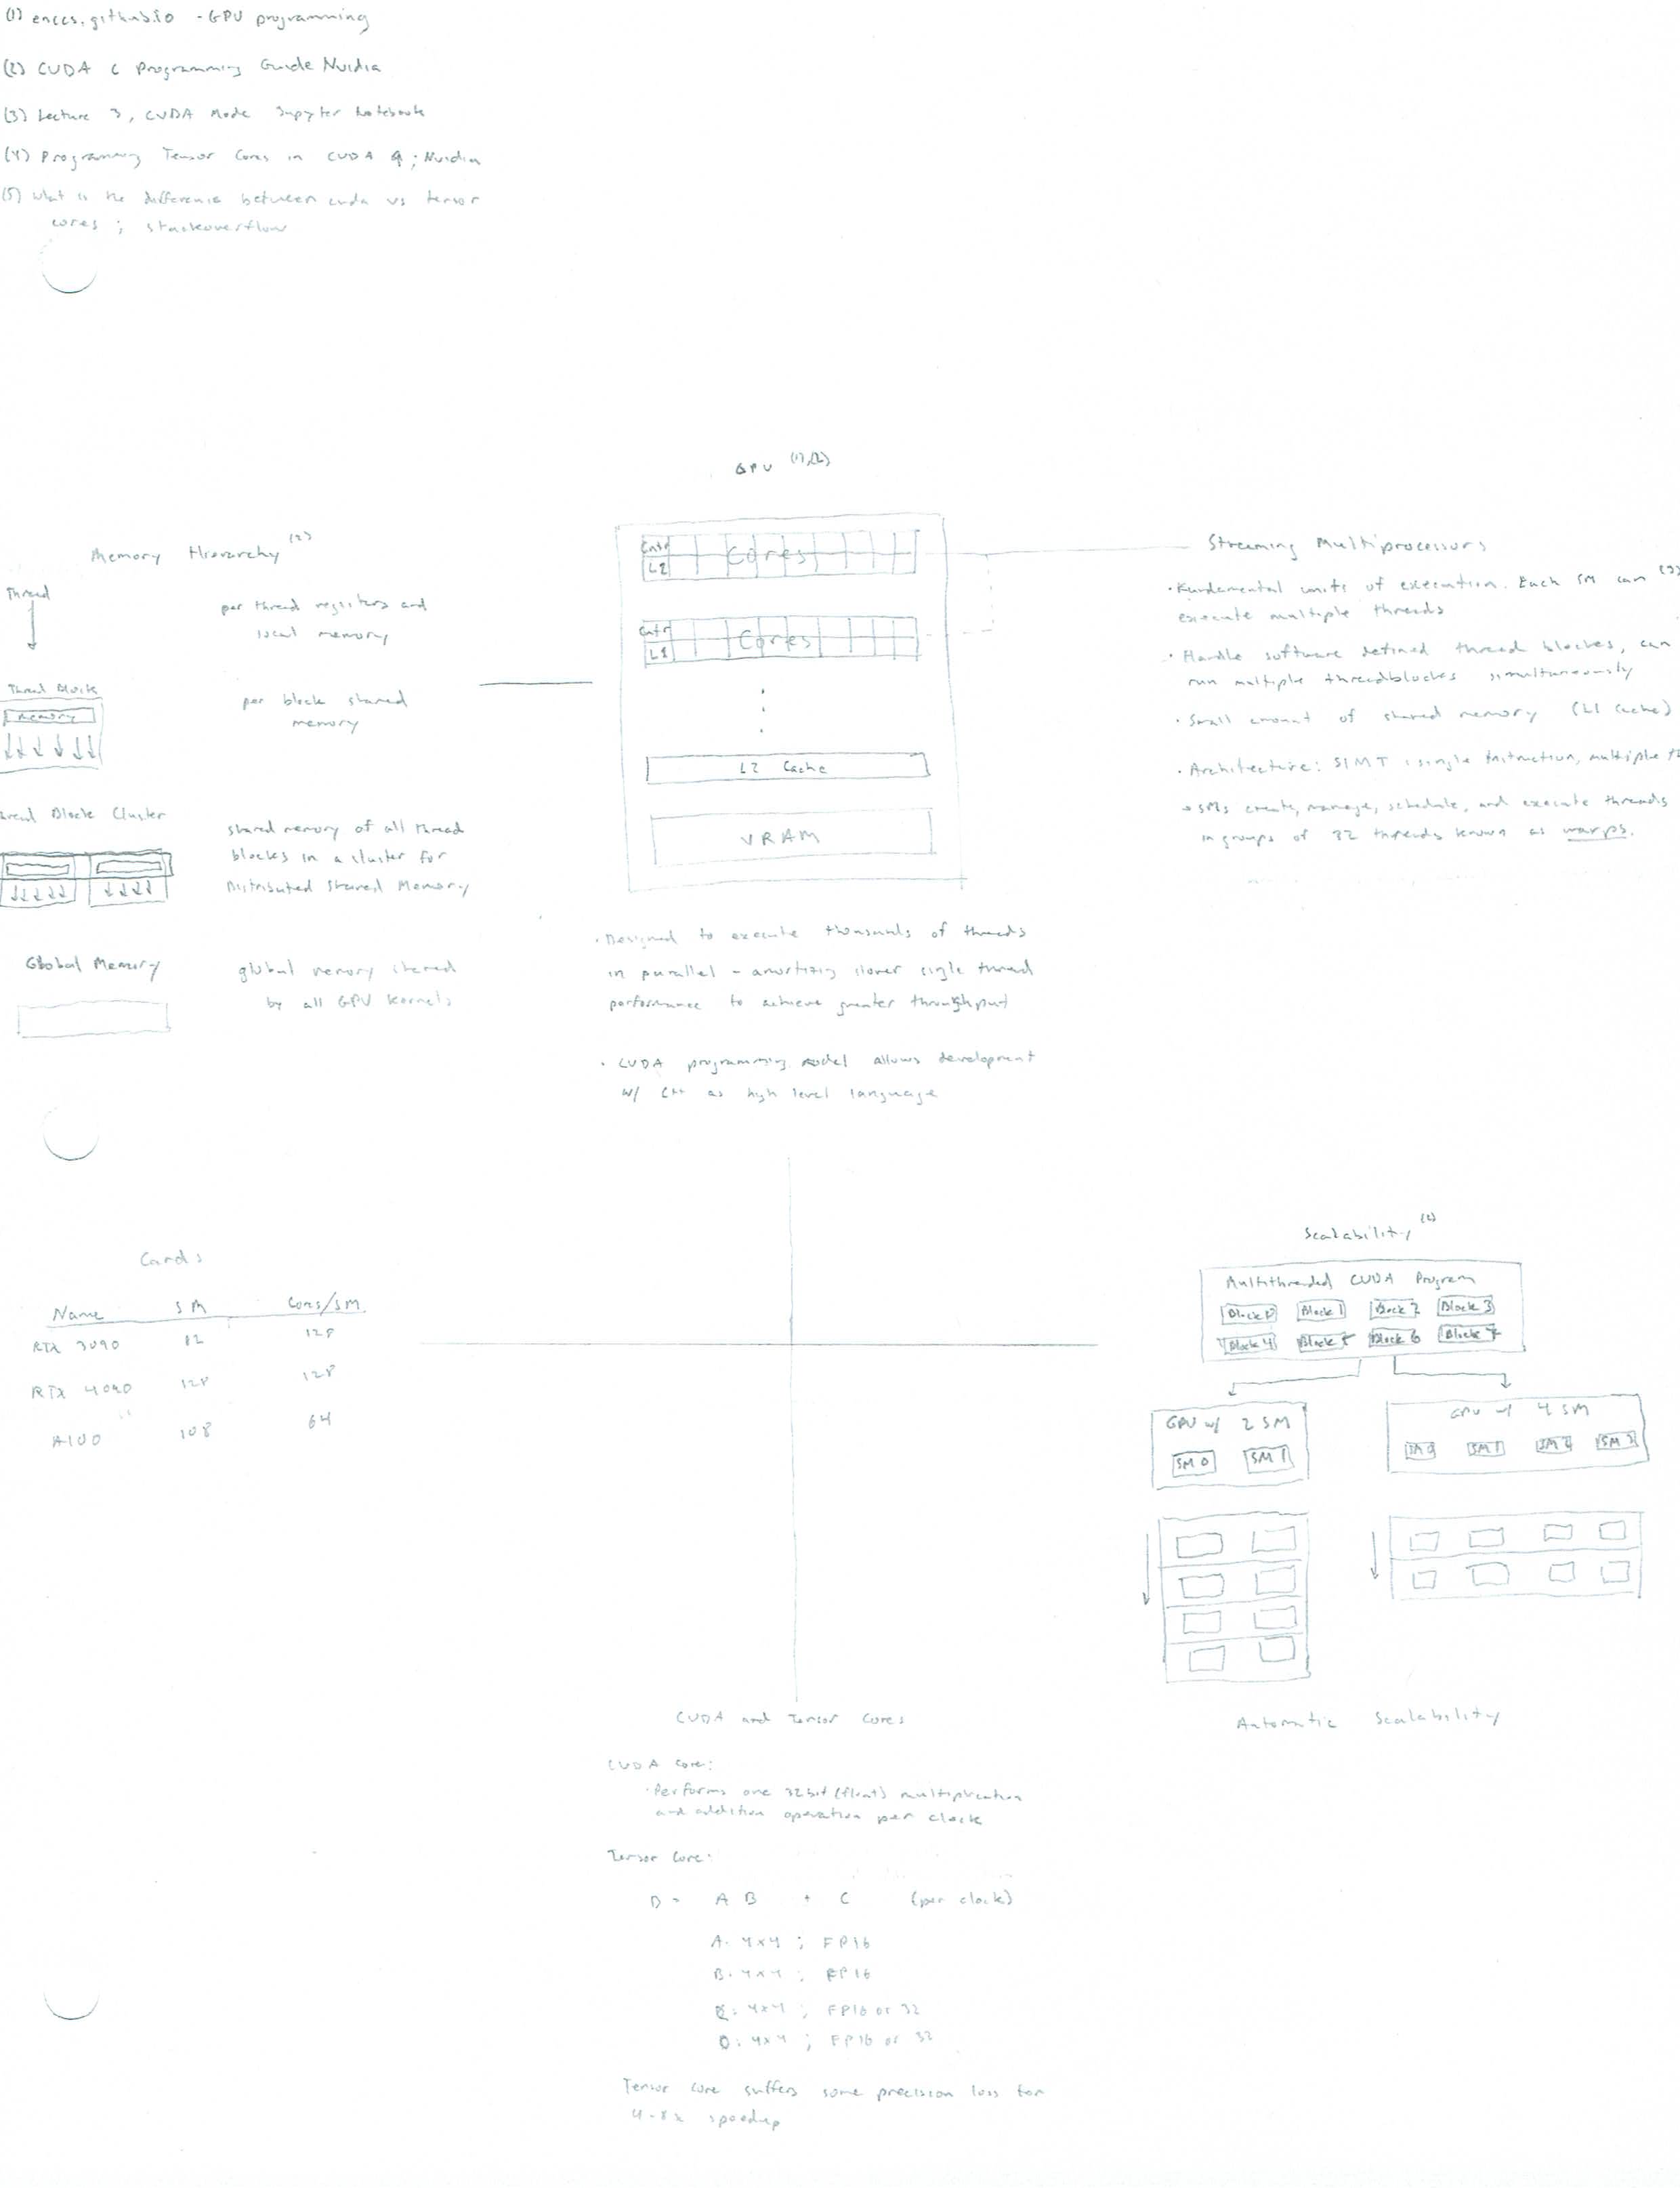 (1) enccs.github.io - GPU programming
(2) CUDA C Programming Guide Nvidia
(3) Lecture 3, CUDA Mode Jupyter Notebook
(4) Programming Tensor Cores in CUDA 9; Nvidia
(5) What is the difference between cuda vs tensor
cores ; stackoverflow
GPU (1),(2)
Cntr
Cores
L2
Cntr
Cores
L1
L2 Cache
VRAM
· Designed to execute thousands of threads
in parallel - amortizing slower single thread
performance to achieve greater throughput
· CUDA programming model allows development
w/ C++ as high level language
Memory Hierarchy (2)
Thread
per thread registers and
local memory
Thread Block
Memory
per block shared
memory
Block Cluster
shared memory of all thread
blocks in a cluster for
Distributed Shared Memory
Global Memory
global memory shared
by all GPU kernels
Streaming Multiprocessors
· Fundemental units of execution. Each SM can (3)
execute multiple threads
· Handle software defined thread blocks, can
run multiple threadblocks simultaneously
· Small amount of shared memory (L1 cache)
· Architecture: SIMT : single instruction, multiple
→ SMs create, manage, schedule, and execute threads
in groups of 32 threads known as warps.
Cards
Name SM Cores/SM
RTX 3090 82 128
RTX 4090 128 128
A100 108 64
Scalability (2)
Multithreaded CUDA Program
Block 0 Block 1 Block 2 Block 3
Block 4 Block 5 Block 6 Block 7
GPU w/ 2 SM
SM 0 SM 1
GPU w/ 4 SM
SM 0 SM 1 SM 2 SM 3
Automatic Scalability
CUDA and Tensor Cores
CUDA Core:
· Performs one 32bit (float) multiplication
and addition operation per clock
Tensor Core:
D = A B + C (per clock)
A: 4x4 ; FP16
B: 4x4 ; FP16
C: 4x4 ; FP16 or 32
D: 4x4 ; FP16 or 32
Tensor core suffers some precision loss for
4-8x speedup